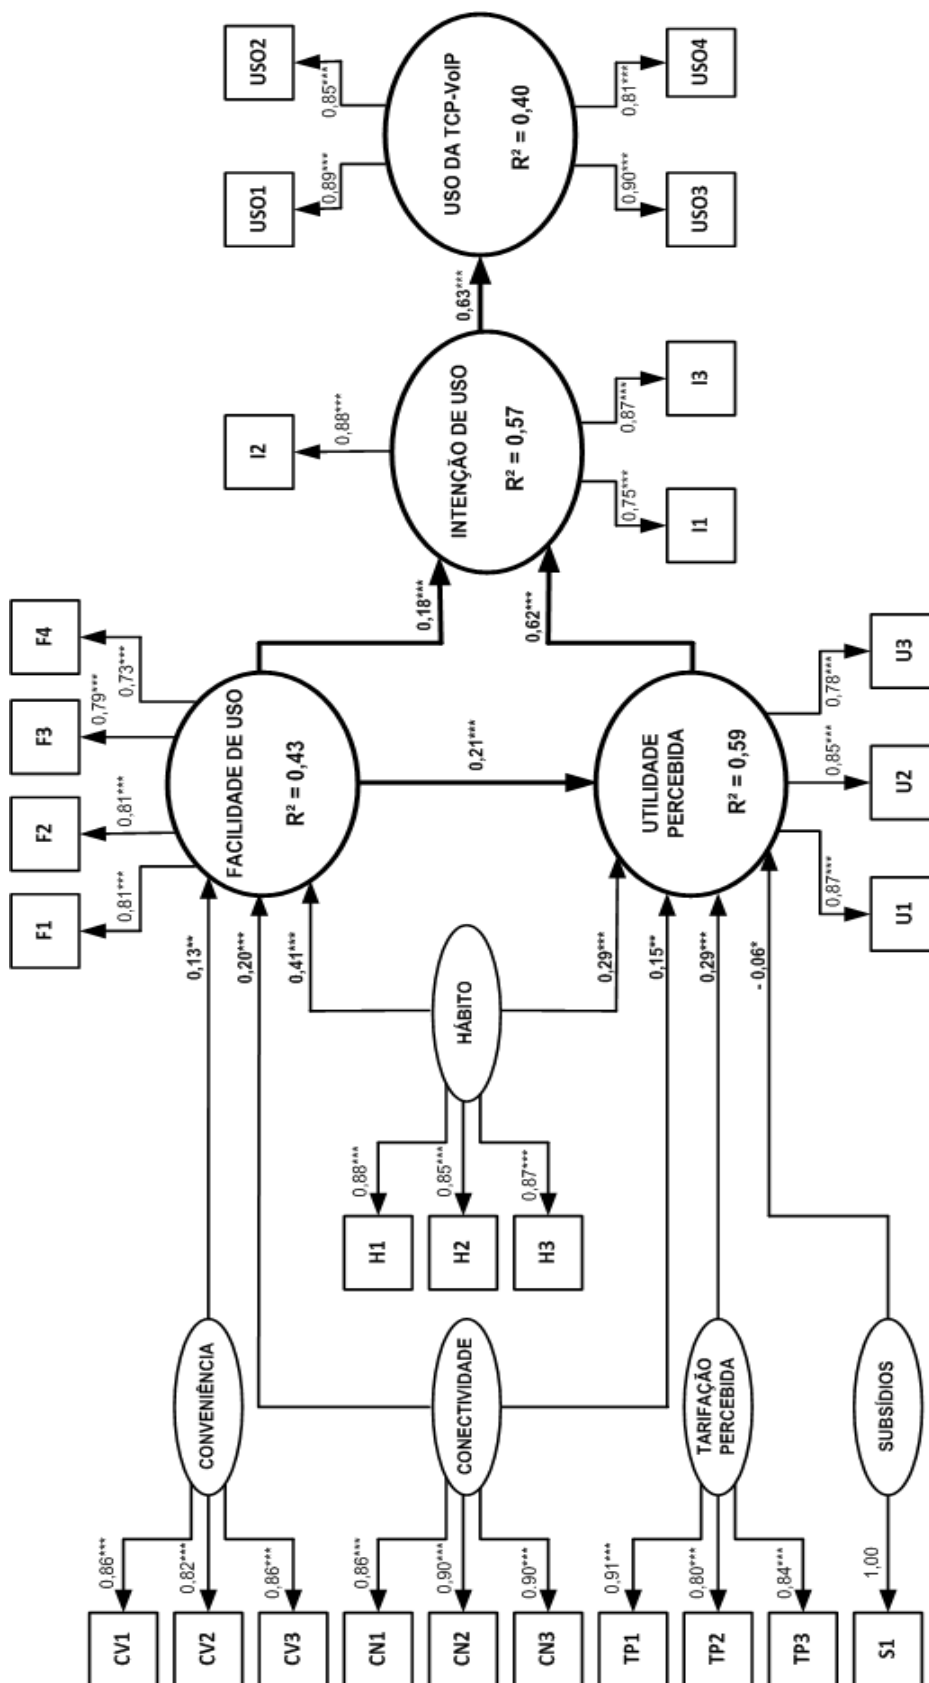 CV1
0,86***
CV2
0,82***
CV3
0,86***
CONVENIÊNCIA
CN1
0,86***
CN2
0,90***
CN3
0,90***
CONECTIVIDADE
TP1
0,91***
TP2
0,80***
TP3
0,84***
TARIFAÇÃO
PERCEBIDA
S1
1,00
SUBSÍDIOS
H1
0,88***
H2
0,85***
H3
0,87***
HÁBITO
0,13**
0,20***
0,41***
0,29***
0,15**
0,29***
- 0,06*
F1
0,81***
F2
0,81***
F3
0,79***
F4
0,73***
FACILIDADE DE USO
R² = 0,43
0,21***
UTILIDADE
PERCEBIDA
R² = 0,59
U1
0,87***
U2
0,85***
U3
0,78***
0,18***
0,62***
I2
0,88***
INTENÇÃO DE USO
R² = 0,57
I1
0,75***
I3
0,87***
0,63***
USO1
0,89***
USO2
0,85***
USO DA TCP-VoIP
R² = 0,40
USO3
0,90***
USO4
0,81***